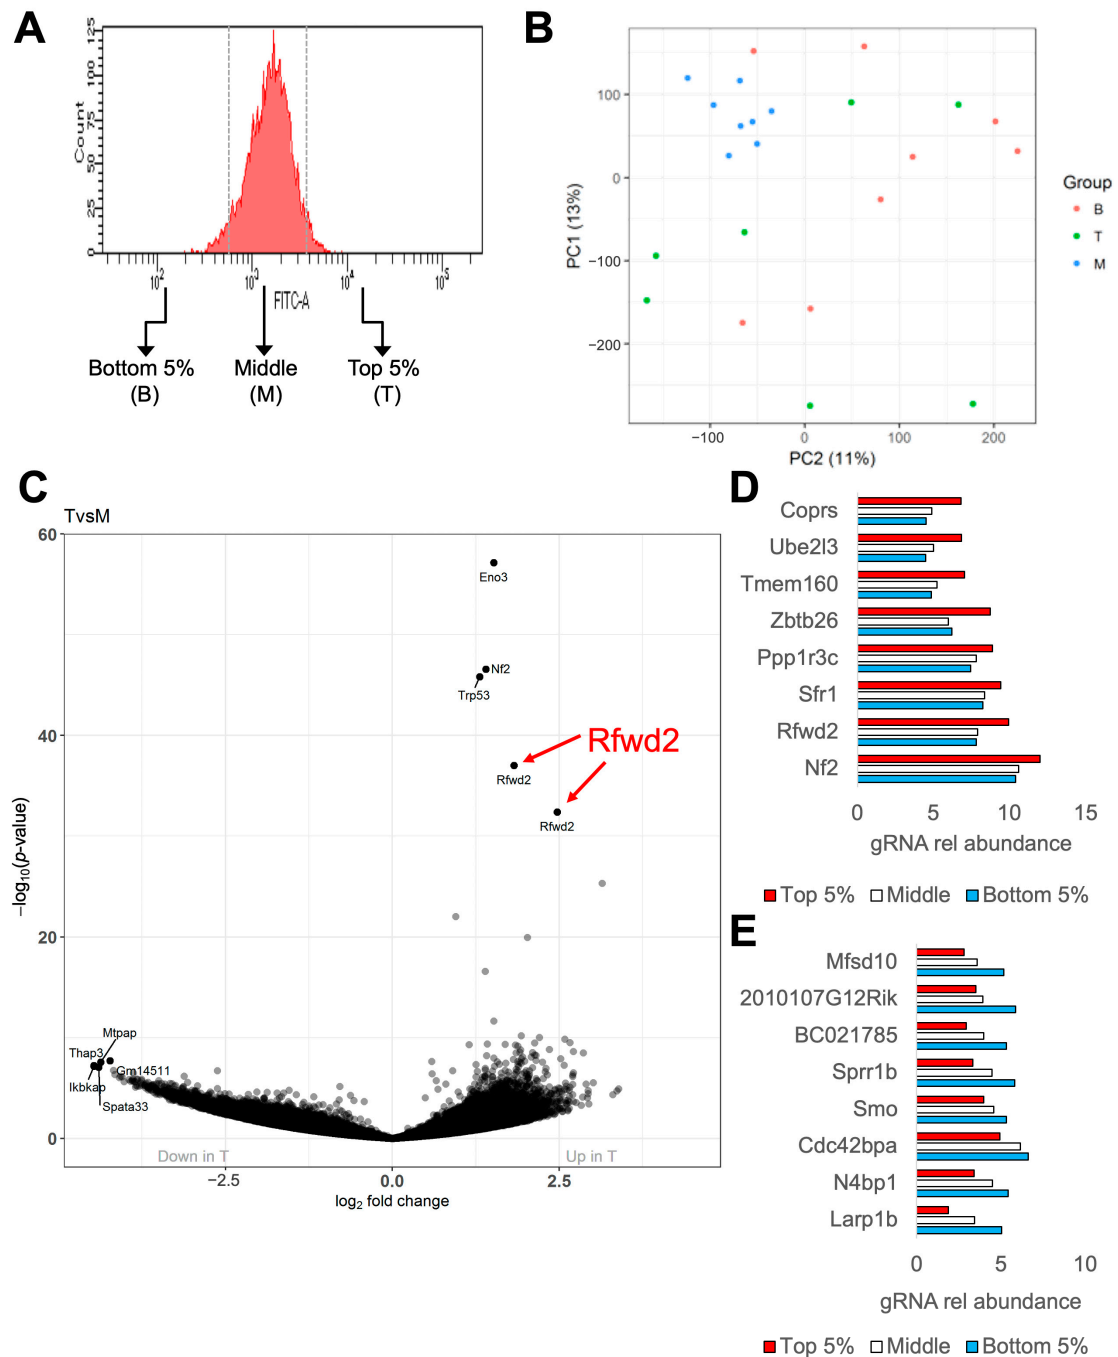 A
Count
0
25
50
75
100
125
10²
10³
10⁴
10⁵
FITC-A
Bottom 5%
(B)
Middle
(M)
Top 5%
(T)
B
PC1 (13%)
100
0
−100
−200
−100
0
100
200
PC2 (11%)
Group
B
T
M
C
TvsM
−log₁₀(p-value)
60
40
20
0
Eno3
Nf2
Trp53
Rfwd2
Rfwd2
Rfwd2
Mtpap
Thap3
Gm14511
Ikbkap
Spata33
Down in T
Up in T
−2.5
0.0
2.5
log₂ fold change
D
Coprs
Ube2l3
Tmem160
Zbtb26
Ppp1r3c
Sfr1
Rfwd2
Nf2
0 5 10 15
gRNA rel abundance
Top 5% Middle Bottom 5%
E
Mfsd10
2010107G12Rik
BC021785
Sprr1b
Smo
Cdc42bpa
N4bp1
Larp1b
0 5 10
gRNA rel abundance
Top 5% Middle Bottom 5%